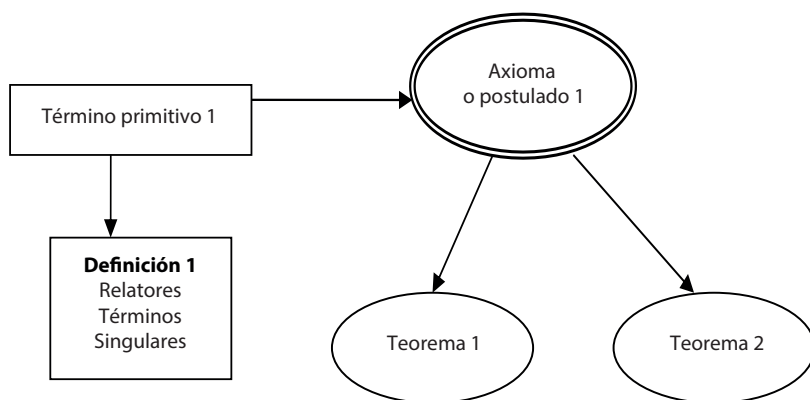 Axioma
o postulado 1
Término primitivo 1
Definición 1
Relatores
Términos
Singulares
Teorema 1
Teorema 2